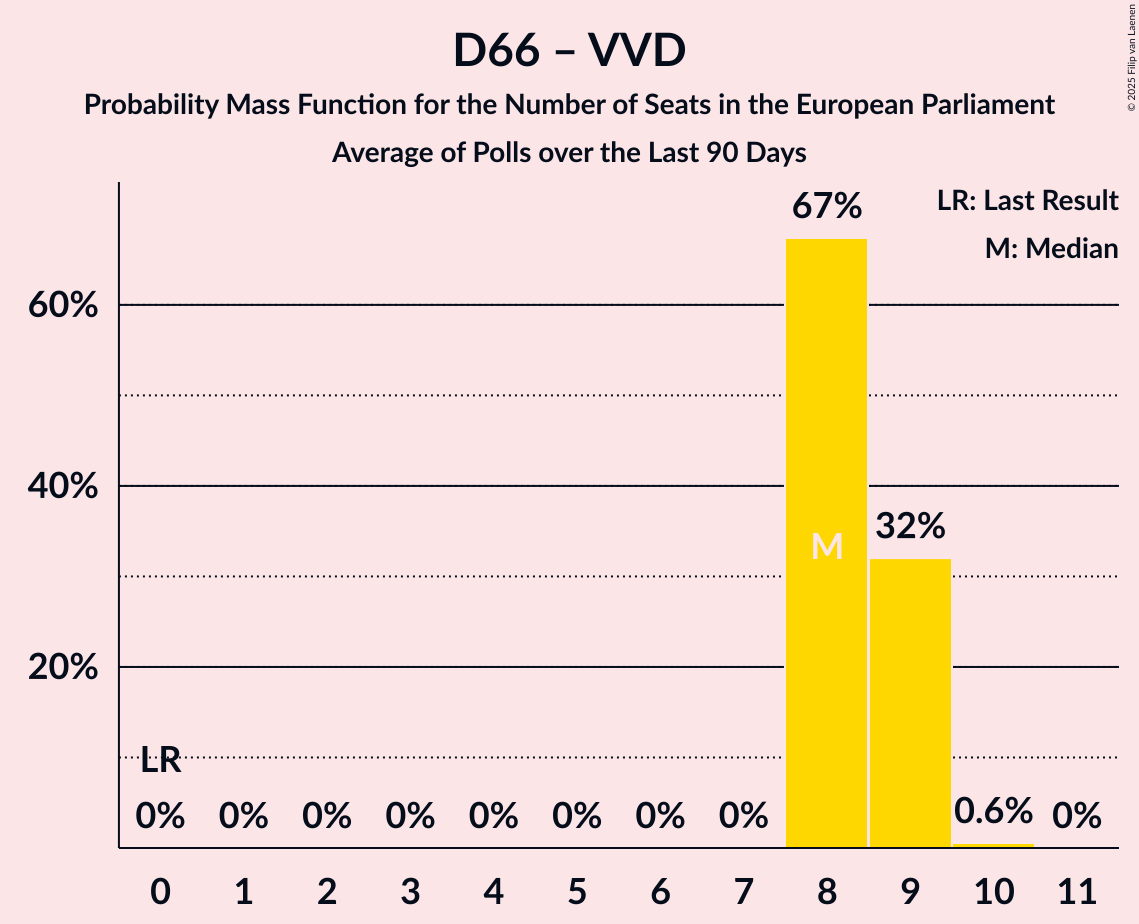 D66 – VVD
Probability Mass Function for the Number of Seats in the European Parliament
Average of Polls over the Last 90 Days
© 2025 Filip van Laenen
LR: Last Result
M: Median
67%
60%
40%
32%
M
20%
LR
0% 0% 0% 0% 0% 0% 0% 0% 0.6% 0%
0 1 2 3 4 5 6 7 8 9 10 11